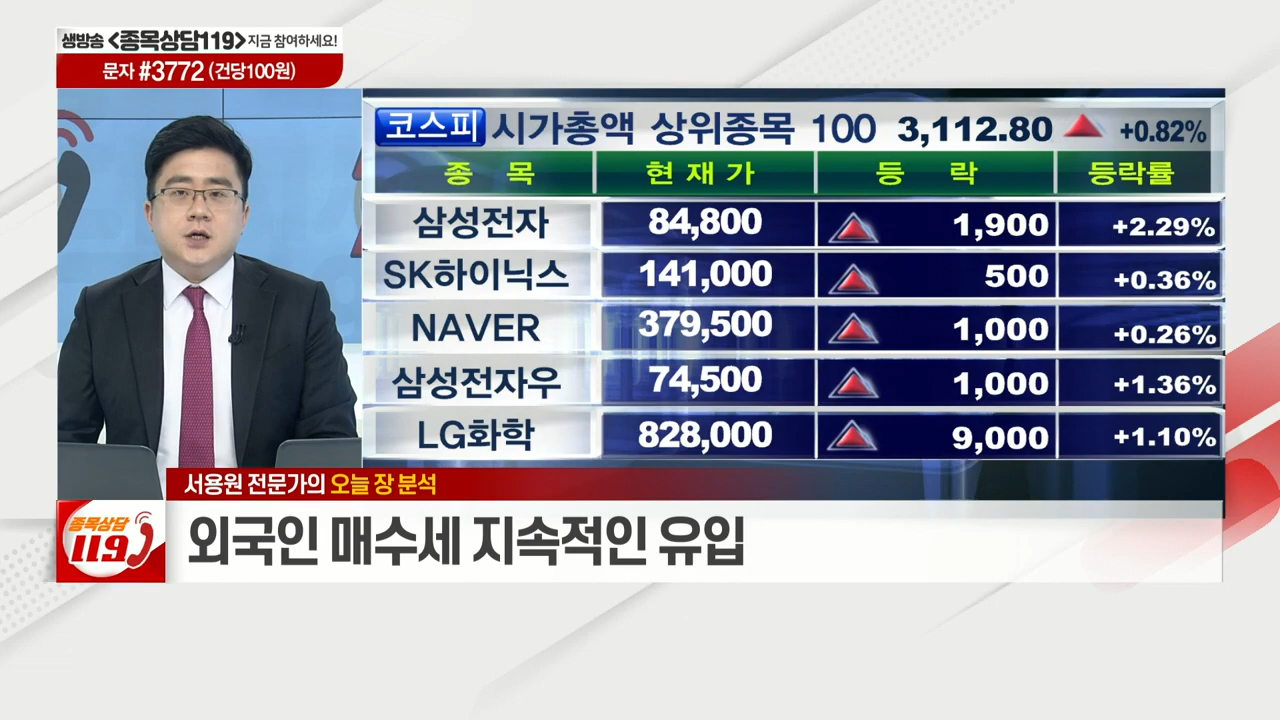 생방송 <종목상담119> 지금 참여하세요!
문자 #3772 (건당100원)
코스피 시가총액 상위종목 100 3,112.80 ▲ +0.82%
종 목 현 재 가 등 락 등락률
삼성전자 84,800 ▲ 1,900 +2.29%
SK하이닉스 141,000 ▲ 500 +0.36%
NAVER 379,500 ▲ 1,000 +0.26%
삼성전자우 74,500 ▲ 1,000 +1.36%
LG화학 828,000 ▲ 9,000 +1.10%
서용원 전문가의 오늘 장 분석
종목상담
119
외국인 매수세 지속적인 유입